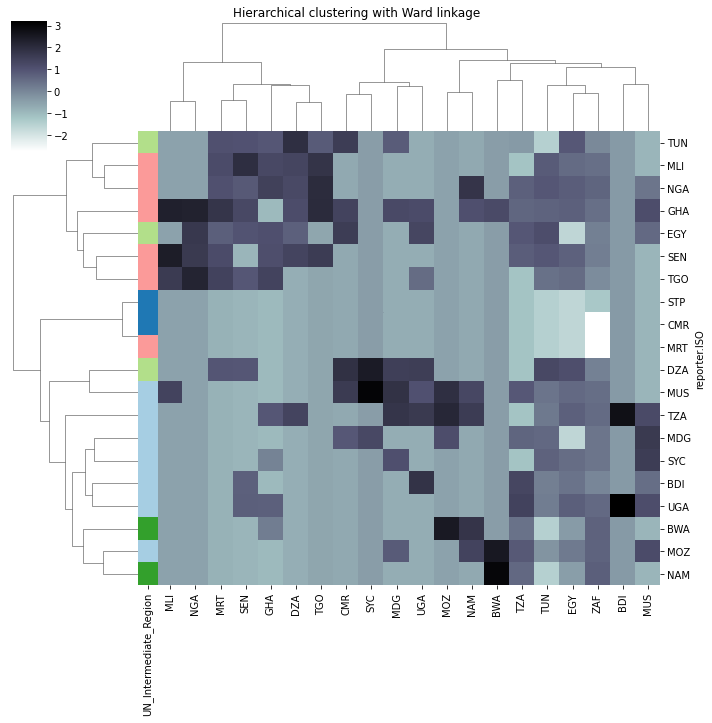 Hierarchical clustering with Ward linkage
3
2
1
0
−1
−2
TUN
MLI
NGA
GHA
EGY
SEN
TGO
STP
CMR
MRT
DZA
MUS
TZA
MDG
SYC
BDI
UGA
BWA
MOZ
NAM
reporter.ISO
UN_Intermediate_Region
MLI
NGA
MRT
SEN
GHA
DZA
TGO
CMR
SYC
MDG
UGA
MOZ
NAM
BWA
TZA
TUN
EGY
ZAF
BDI
MUS